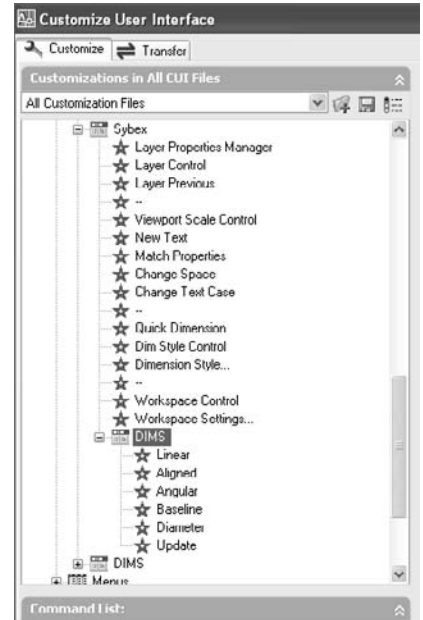 Customize User Interface
Customize Transfer
Customizations in All CUI Files
All Customization Files
Sybex
Layer Properties Manager
Layer Control
Layer Previous
--
Viewport Scale Control
New Text
Match Properties
Change Space
Change Text Case
--
Quick Dimension
Dim Style Control
Dimension Style...
--
Workspace Control
Workspace Settings...
DIMS
Linear
Aligned
Angular
Baseline
Diameter
Update
DIMS
Menus
Command List: